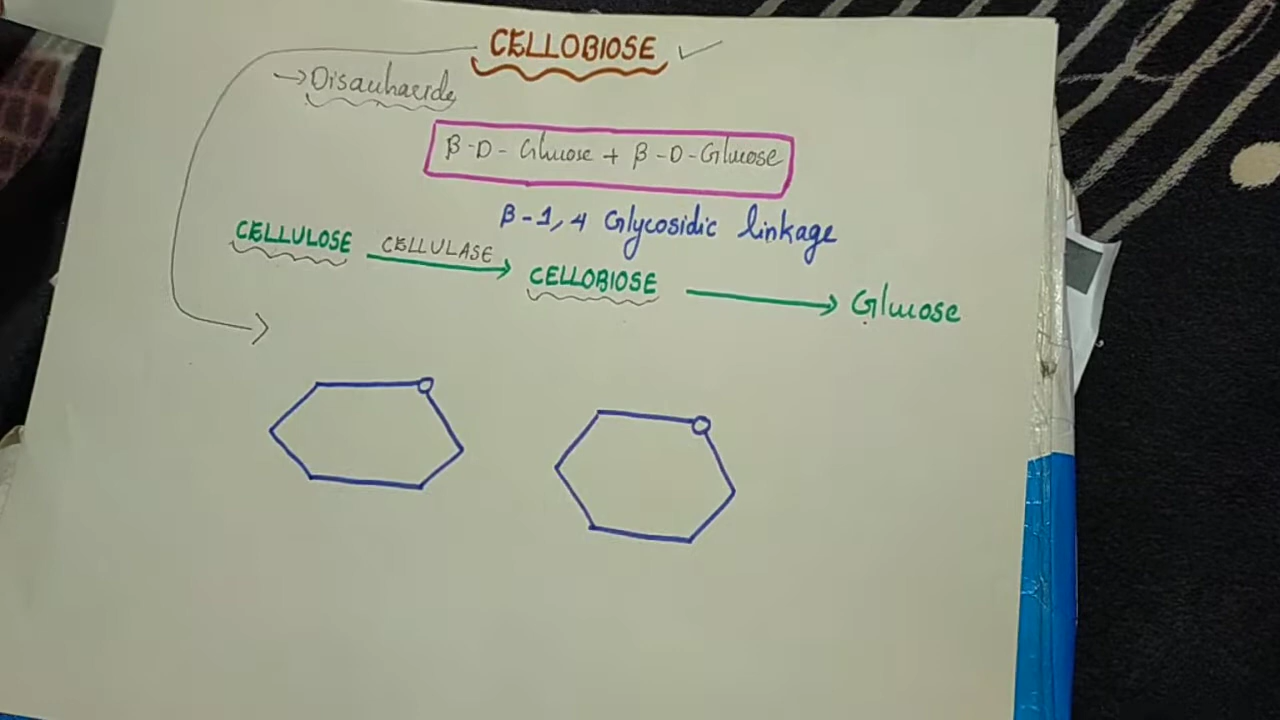 CELLOBIOSE ✓
→ Disaccharide
β-D-Glucose + β-D-Glucose
β-1,4 Glycosidic linkage
CELLULOSE CELLULASE → CELLOBIOSE → Glucose